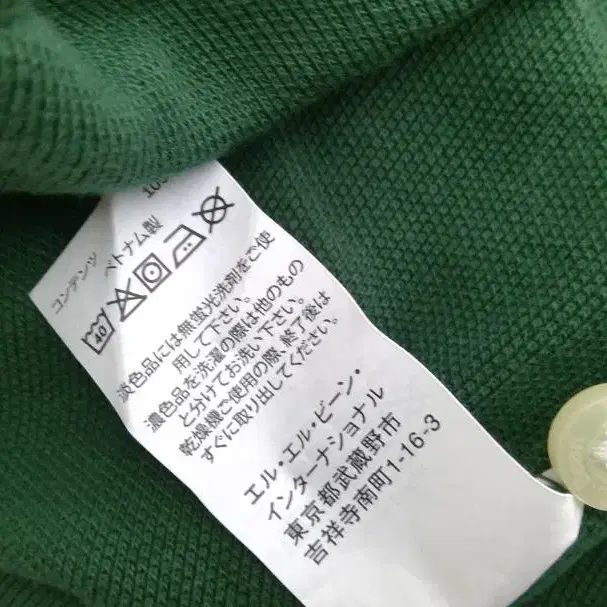 コンテンツ
ベトナム製
40
淡色品には無蛍光洗剤をご使
用して下さい。
濃色品を洗濯の際は他のもの
と分けてお洗い下さい。
乾燥機ご使用の際、終了後は
すぐに取り出してください。
エル・エル・ビーン・
インターナショナル
東京都武蔵野市
吉祥寺南町1-16-3